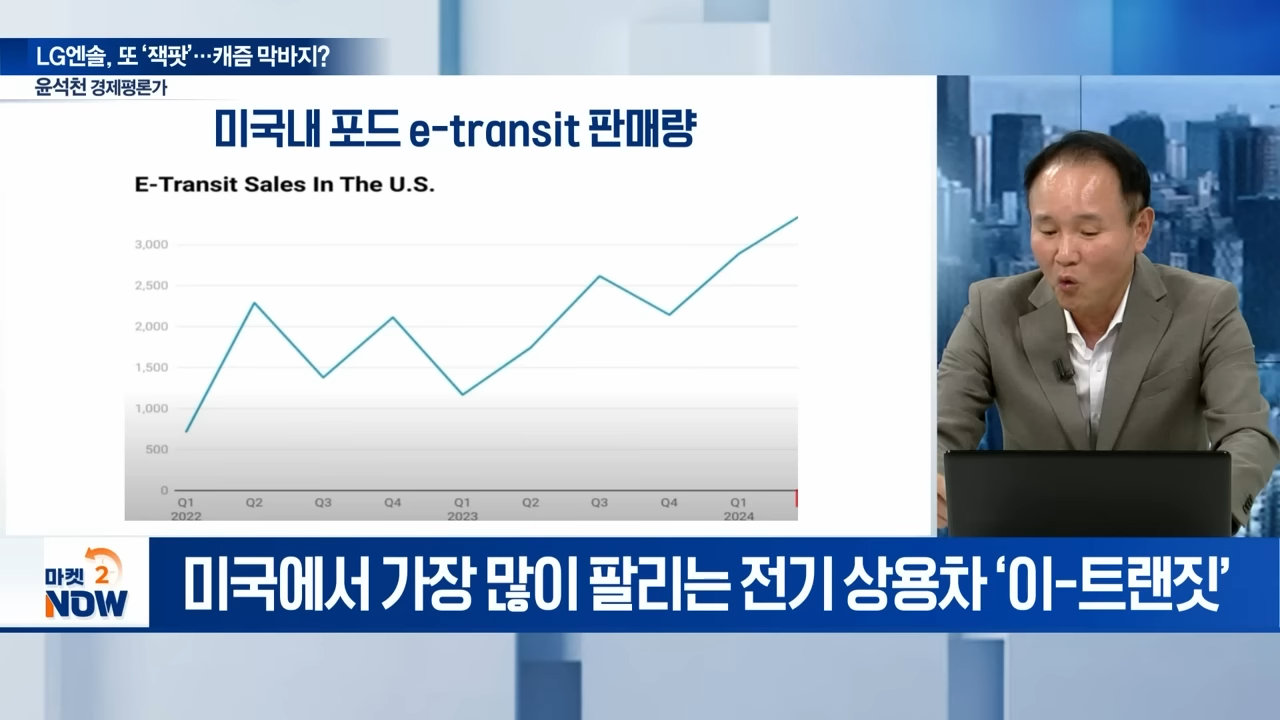 LG엔솔, 또 ‘잭팟’…캐즘 막바지?
윤석천 경제평론가
미국내 포드 e-transit 판매량
E-Transit Sales In The U.S.
3,000
2,500
2,000
1,500
1,000
500
0
Q1 Q2 Q3 Q4 Q1 Q2 Q3 Q4 Q1
2022 2023 2024
마켓 2
NOW
미국에서 가장 많이 팔리는 전기 상용차 ‘이-트랜짓’